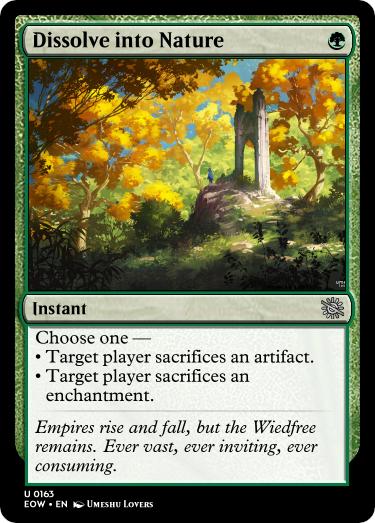 Dissolve into Nature
Instant
Choose one —
• Target player sacrifices an artifact.
• Target player sacrifices an
enchantment.
Empires rise and fall, but the Wiedfree
remains. Ever vast, ever inviting, ever
consuming.
U 0163
EOW • EN Umeshu Lovers